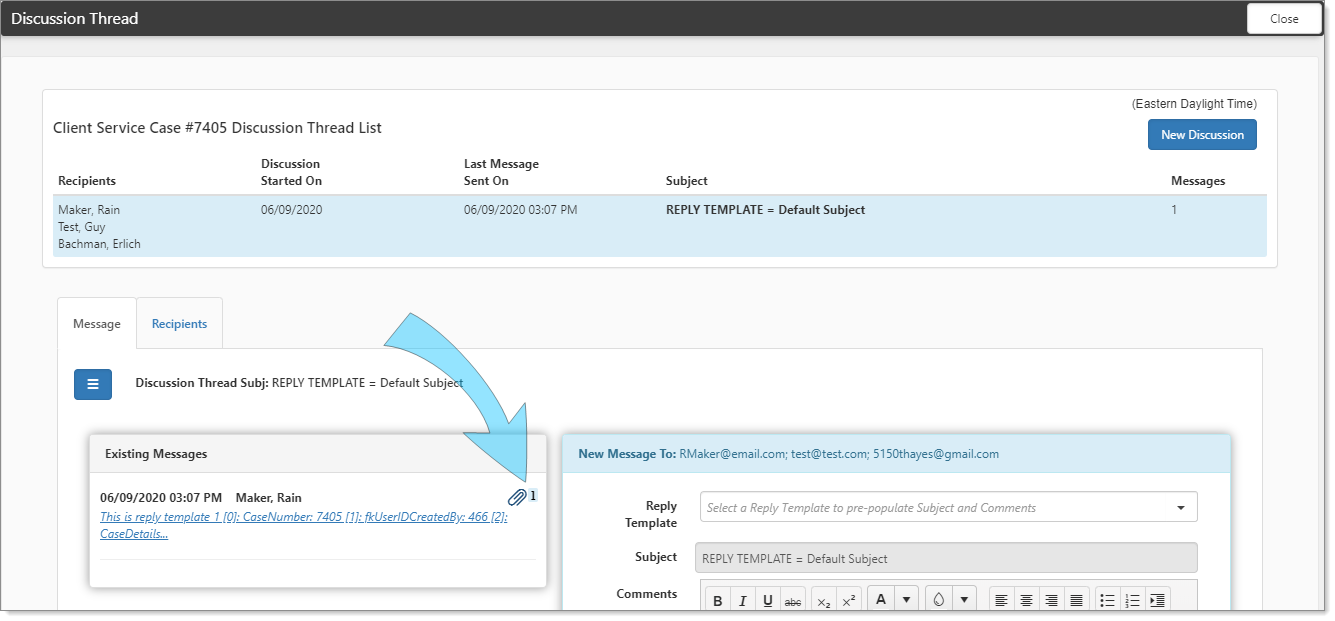 Discussion Thread
Close
(Eastern Daylight Time)
Client Service Case #7405 Discussion Thread List
New Discussion
Recipients
Discussion
Started On
Last Message
Sent On
Subject
Messages
Maker, Rain
Test, Guy
Bachman, Erlich
06/09/2020
06/09/2020 03:07 PM
REPLY TEMPLATE = Default Subject
1
Message
Recipients
Discussion Thread Subj: REPLY TEMPLATE = Default Subject
Existing Messages
06/09/2020 03:07 PM Maker, Rain
1
This is reply template 1 [0]: CaseNumber: 7405 [1]: fkUserIDCreatedBy: 466 [2]:
CaseDetails...
New Message To: RMaker@email.com; test@test.com; 5150thayes@gmail.com
Reply
Template
Select a Reply Template to pre-populate Subject and Comments
Subject
REPLY TEMPLATE = Default Subject
Comments
B I U abc x₂ x² A